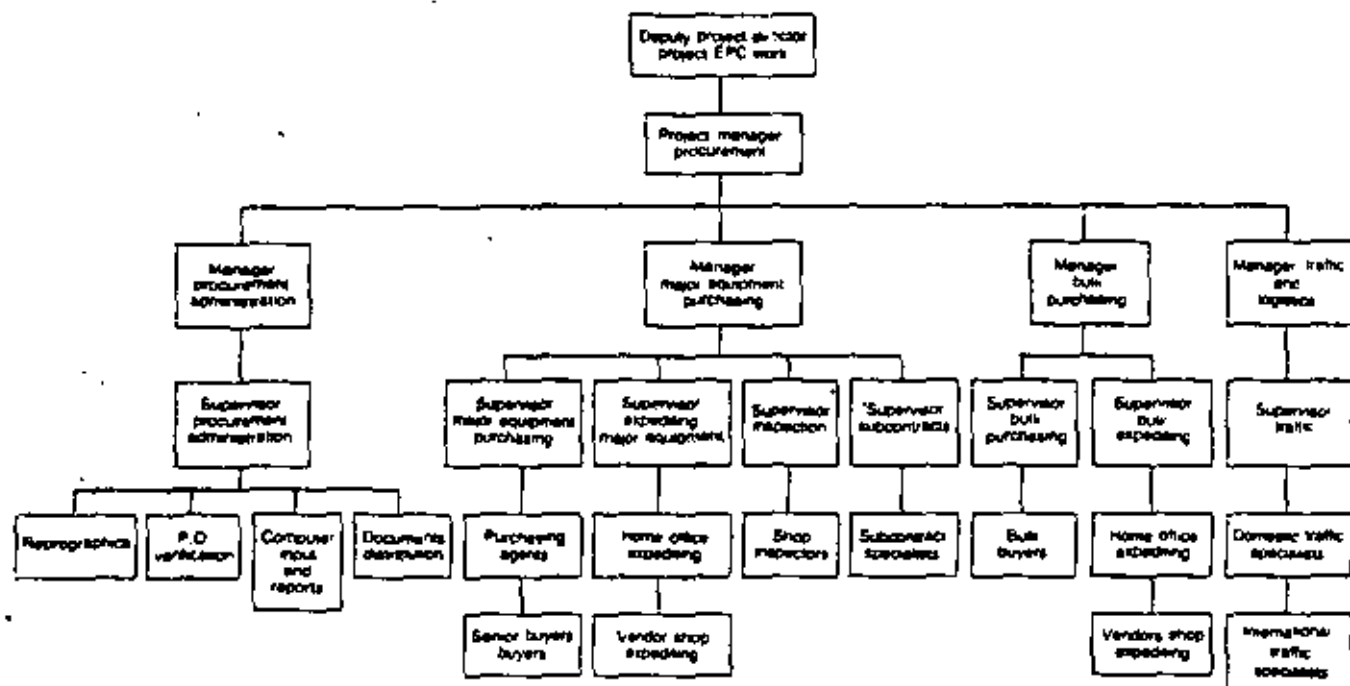 Deputy project director
project EPC work
Project manager
procurement
Manager
procurement
administration
Manager
major equipment
purchasing
Manager
bulk
purchasing
Manager traffic
and
logistics
Supervisor
procurement
administration
Supervisor
major equipment
purchasing
Supervisor
expediting
major equipment
Supervisor
inspection
Supervisor
subcontracts
Supervisor
bulk
purchasing
Supervisor
bulk
expediting
Supervisor
traffic
Reprographics
P.O
verification
Computer
input
and
reports
Documents
distribution
Purchasing
agents
Home office
expediting
Shop
inspectors
Subcontract
specialists
Bulk
buyers
Home office
expediting
Domestic traffic
specialists
Senior buyers
buyers
Vendor shop
expediting
Vendors shop
expediting
International
traffic
specialists